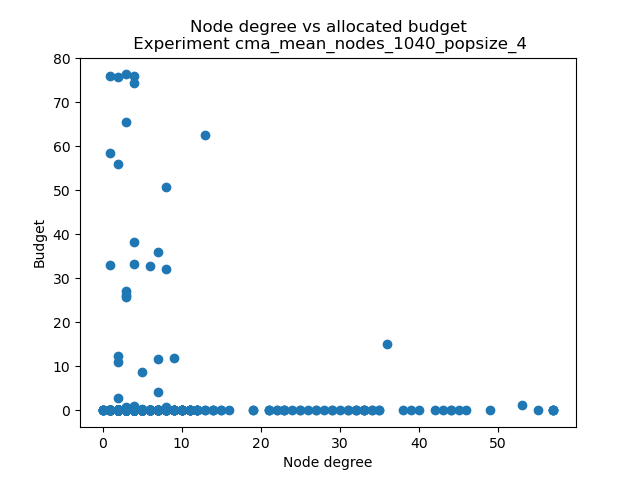 Node degree vs allocated budget
Experiment cma_mean_nodes_1040_popsize_4
80
70
60
50
40
30
20
10
0
Budget
0 10 20 30 40 50
Node degree